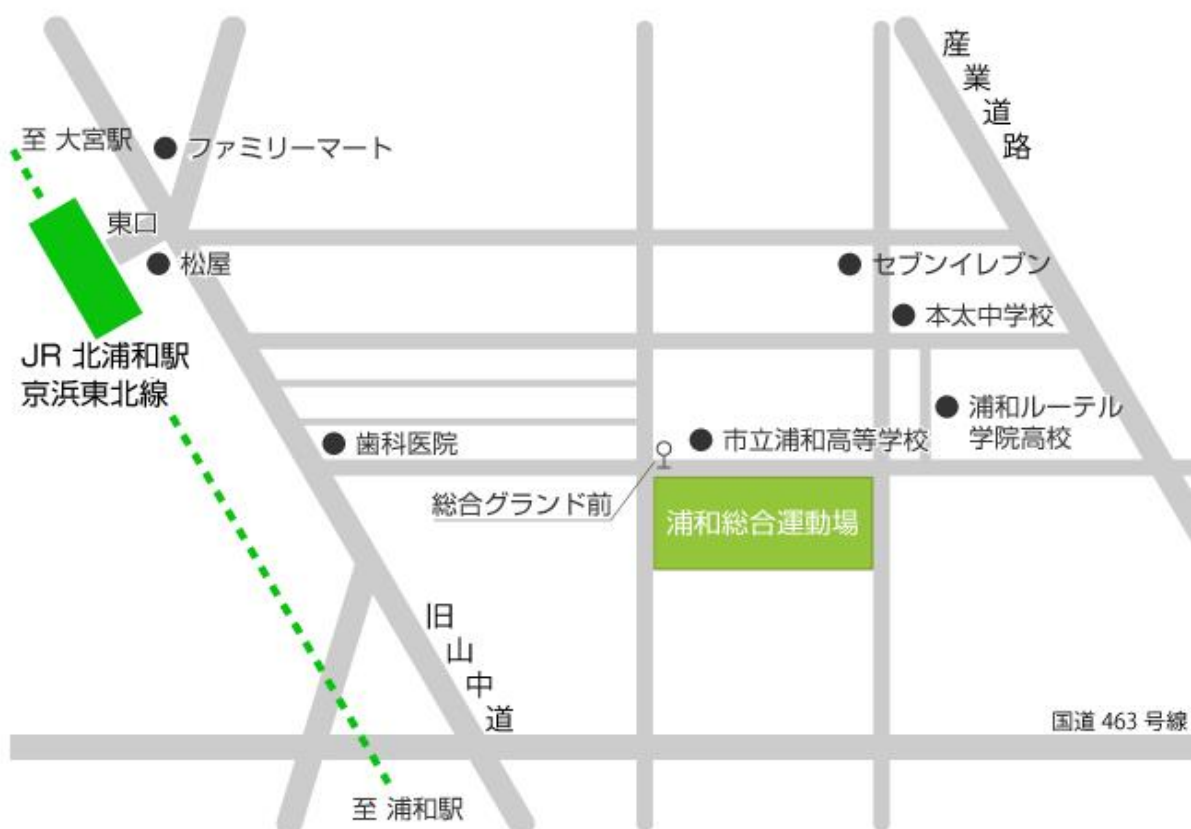 産業道路
至 大宮駅
ファミリーマート
東口
松屋
セブンイレブン
本太中学校
JR 北浦和駅
京浜東北線
浦和ルーテル
学院高校
歯科医院
市立浦和高等学校
総合グランド前
浦和総合運動場
旧山中道
国道 463 号線
至 浦和駅